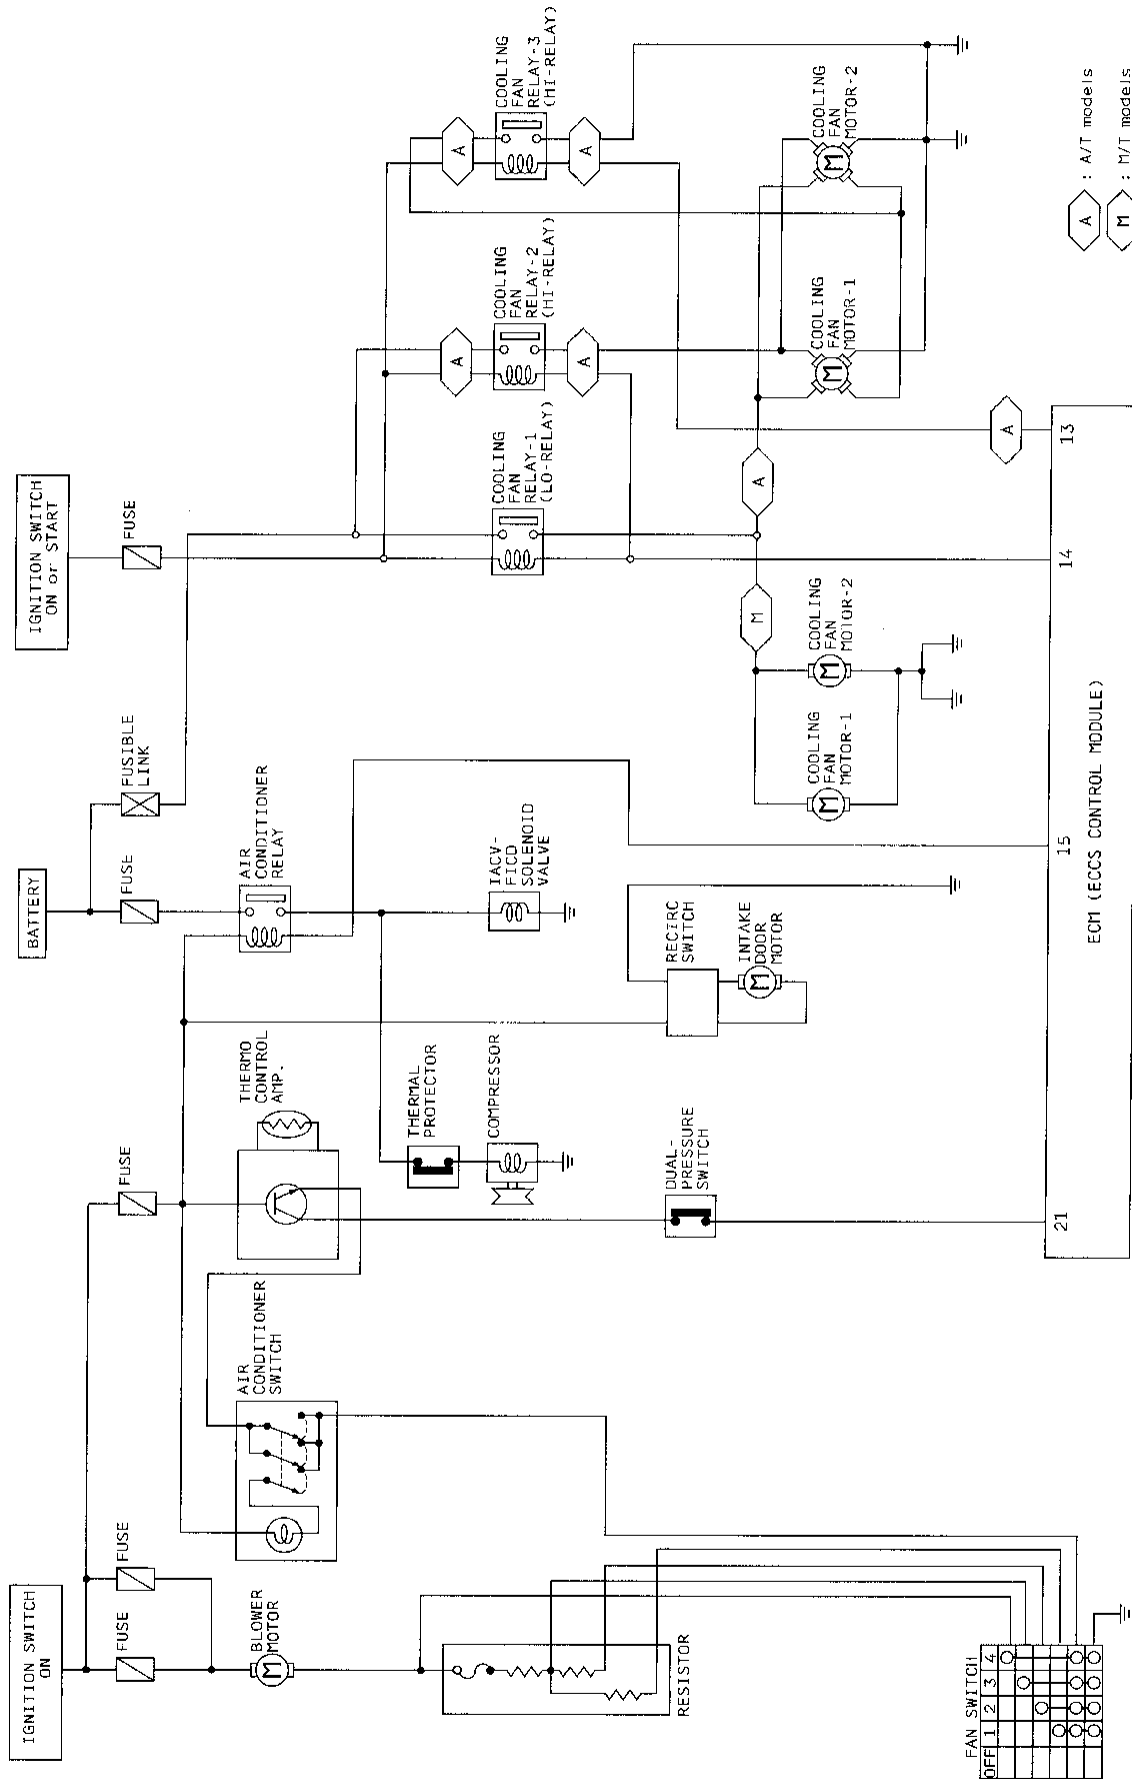 IGNITION SWITCH
ON
FUSE
FUSE
BLOWER
MOTOR
RESISTOR
FAN SWITCH
OFF 1 2 3 4
AIR
CONDITIONER
SWITCH
FUSE
THERMO
CONTROL
AMP.
THERMAL
PROTECTOR
COMPRESSOR
DUAL-
PRESSURE
SWITCH
BATTERY
FUSE
FUSIBLE
LINK
AIR
CONDITIONER
RELAY
IACV-
FICD
SOLENOID
VALVE
RECIRC
SWITCH
INTAKE
DOOR
MOTOR
M
M
IGNITION SWITCH
ON or START
FUSE
COOLING
FAN
RELAY-1
(LO-RELAY)
COOLING
FAN
RELAY-2
(HI-RELAY)
COOLING
FAN
RELAY-3
(HI-RELAY)
A
A
A
A
M
A
M
COOLING
FAN
MOTOR-1
M
COOLING
FAN
MOTOR-2
M
COOLING
FAN
MOTOR-1
M
COOLING
FAN
MOTOR-2
A
21
15
14
13
ECM (ECCS CONTROL MODULE)
A : A/T models
M : M/T models